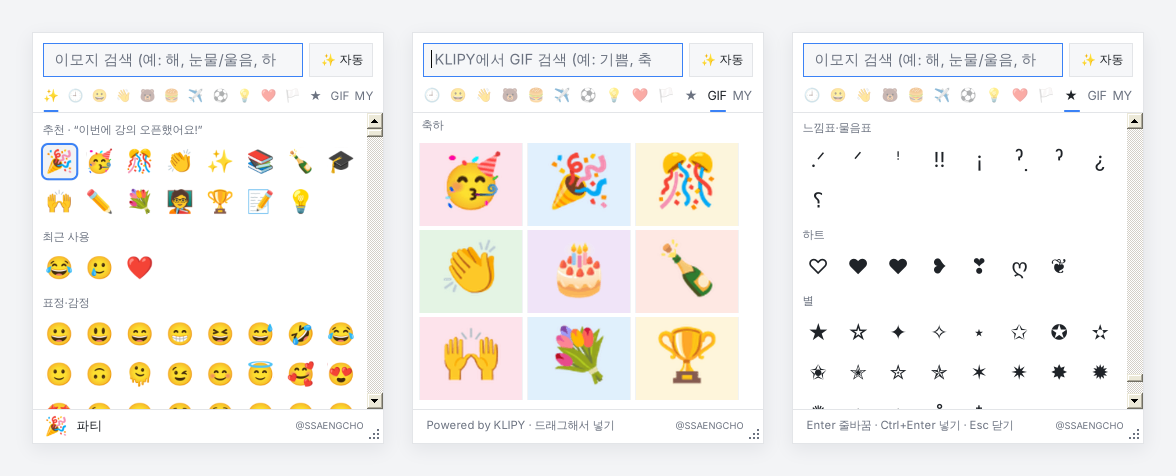 이모지 검색 (예: 해, 눈물/울음, 하
✨ 자동
GIF MY
추천 · “이번에 강의 오픈했어요!”
최근 사용
표정·감정
파티
@SSAENGCHO
KLIPY에서 GIF 검색 (예: 기쁨, 축
✨ 자동
GIF MY
축하
Powered by KLIPY · 드래그해서 넣기
@SSAENGCHO
이모지 검색 (예: 해, 눈물/울음, 하
✨ 자동
GIF MY
느낌표·물음표
하트
별
Enter 줄바꿈 · Ctrl+Enter 넣기 · Esc 닫기
@SSAENGCHO